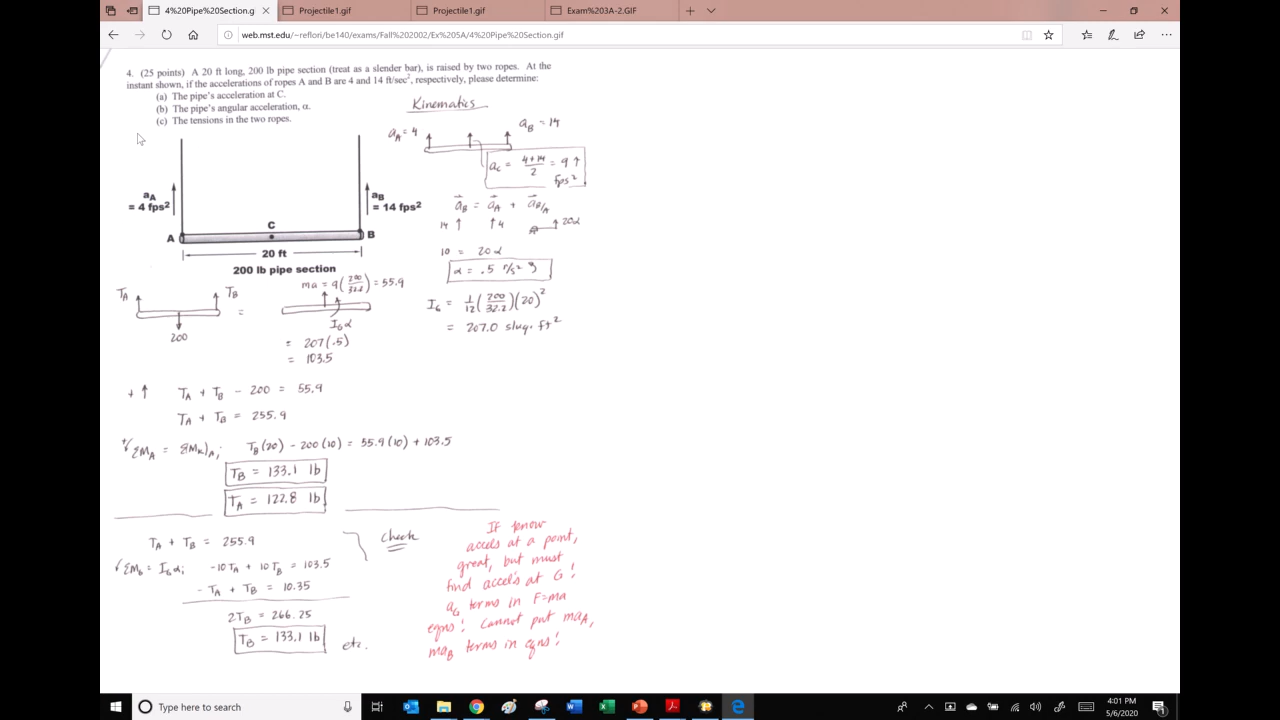 4%20Pipe%20Section.g
Projectile1.gif
Projectile1.gif
Exam%203A-2.GIF
web.mst.edu/~reflori/be140/exams/Fall%202002/Ex%205A/4%20Pipe%20Section.gif
4. (25 points) A 20 ft long, 200 lb pipe section (treat as a slender bar), is raised by two ropes. At the
instant shown, if the accelerations of ropes A and B are 4 and 14 ft/sec², respectively, please determine:
(a) The pipe's acceleration at C.
(b) The pipe's angular acceleration, α.
(c) The tensions in the two ropes.
Kinematics
a_A = 4
a_B = 14
a_C = (4+14)/2 = 9 ↑
fps²
a_A
= 4 fps²
a_B
= 14 fps²
C
A
B
20 ft
200 lb pipe section
a_B = a_A + a_B/A
14 ↑ ↑ 4 A 20α
10 = 20α
α = .5 r/s²
T_A T_B
200
=
ma = 9(200/32.2) = 55.9
I_G α
= 207(.5)
= 103.5
I_G = 1/12 (200/32.2)(20)²
= 207.0 slug·ft²
+↑ T_A + T_B - 200 = 55.9
T_A + T_B = 255.9
ΣM_A = ΣM_K)_A; T_B(20) - 200(10) = 55.9(10) + 103.5
T_B = 133.1 lb
T_A = 122.8 lb
T_A + T_B = 255.9
Check
ΣM_G = I_G α; -10T_A + 10T_B = 103.5
- T_A + T_B = 10.35
2T_B = 266.25
T_B = 133.1 lb etc.
If know
accels at a point,
great, but must
find accel's at G!
a_G terms in F=ma
eqns! Cannot put ma_A,
ma_B terms in eqns!
Type here to search
4:01 PM
5/6/2020